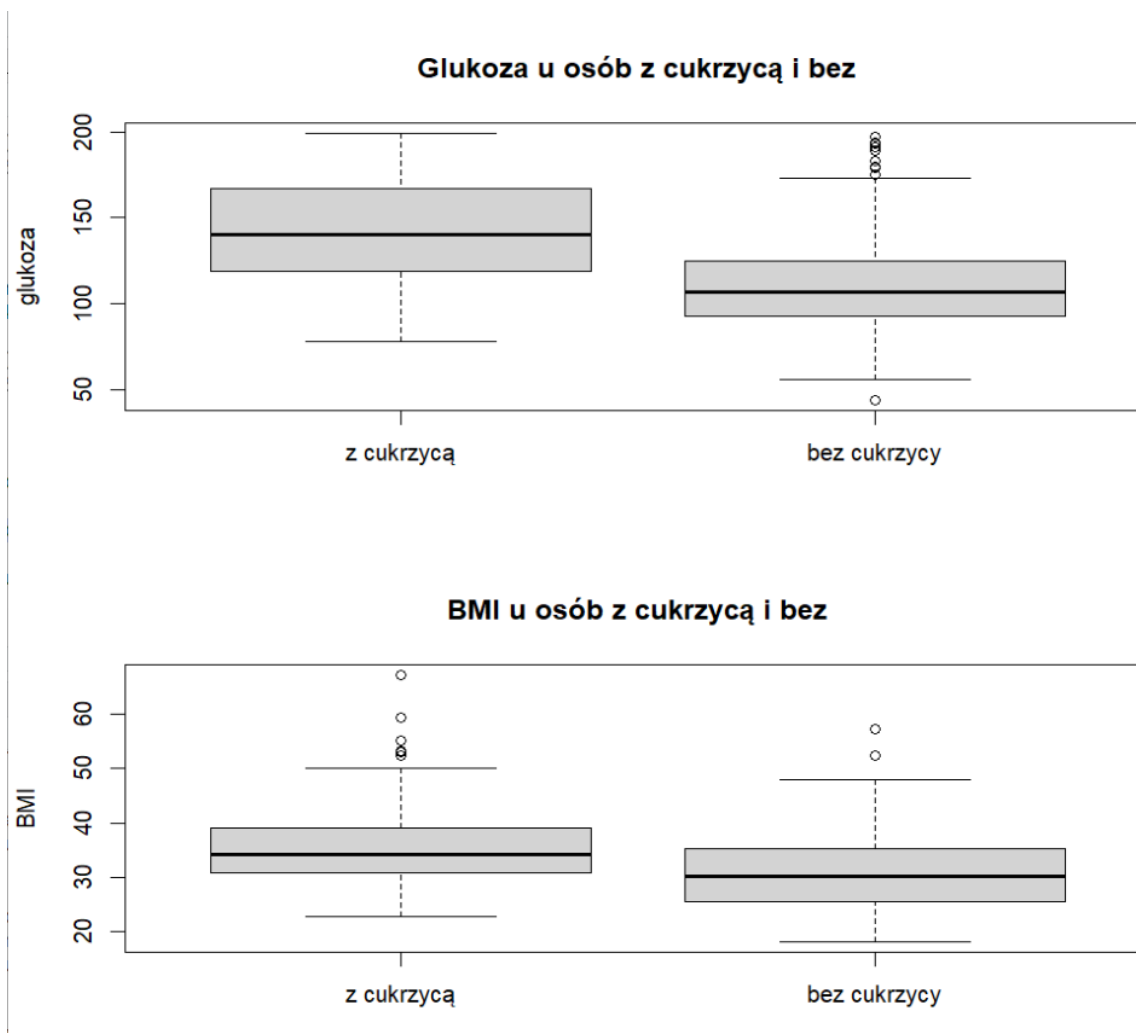 Glukoza u osób z cukrzycą i bez
200
150
100
50
glukoza
z cukrzycą
bez cukrzycy
BMI u osób z cukrzycą i bez
60
50
40
30
20
BMI
z cukrzycą
bez cukrzycy